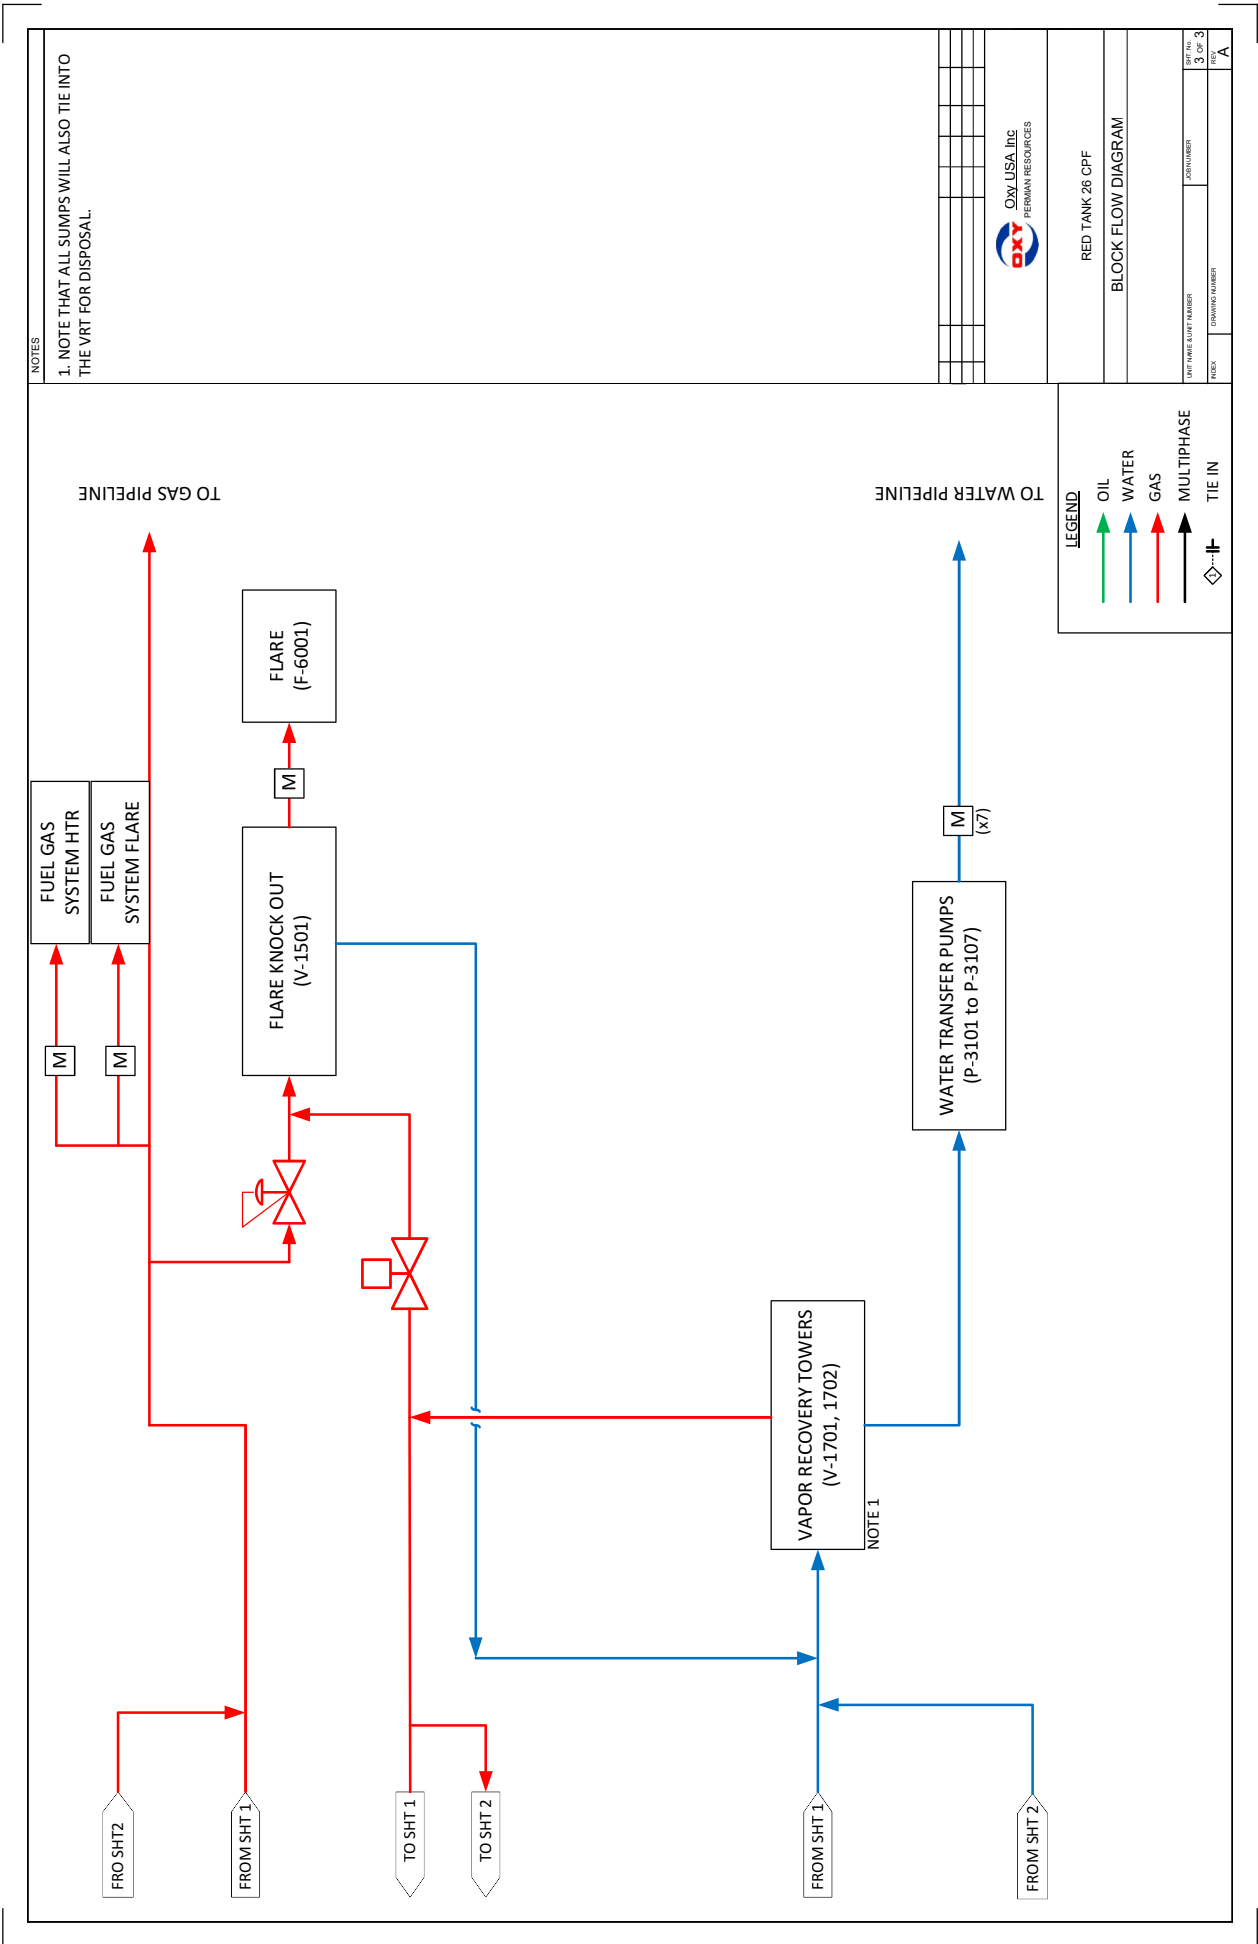 NOTES
1. NOTE THAT ALL SUMPS WILL ALSO TIE INTO
THE VRT FOR DISPOSAL.
FRO SHT2
FROM SHT 1
TO SHT 1
TO SHT 2
FROM SHT 1
FROM SHT 2
FUEL GAS
SYSTEM HTR
FUEL GAS
SYSTEM FLARE
M
M
TO GAS PIPELINE
FLARE KNOCK OUT
(V-1501)
M
FLARE
(F-6001)
VAPOR RECOVERY TOWERS
(V-1701, 1702)
NOTE 1
WATER TRANSFER PUMPS
(P-3101 to P-3107)
M
(x7)
TO WATER PIPELINE
LEGEND
OIL
WATER
GAS
MULTIPHASE
1
TIE IN
OXY
Oxy USA Inc
PERMIAN RESOURCES
RED TANK 26 CPF
BLOCK FLOW DIAGRAM
UNIT NAME & UNIT NUMBER
JOB NUMBER
SHT. No.
3 OF 3
INDEX
DRAWING NUMBER
REV
A